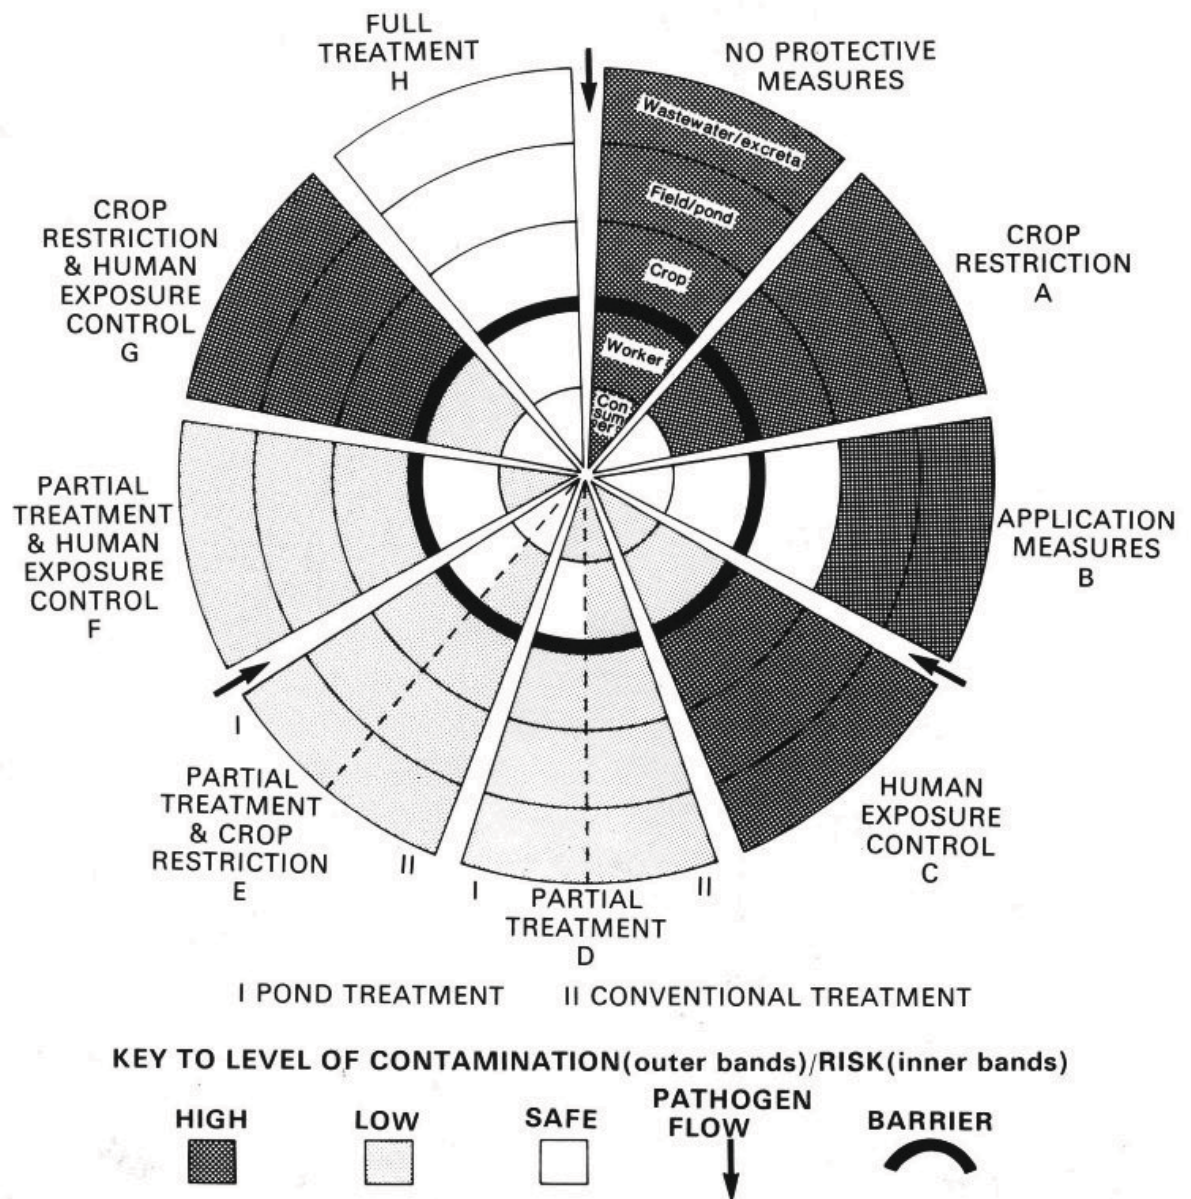 FULL
TREATMENT
H
NO PROTECTIVE
MEASURES
Wastewater/excreta
Field/pond
Crop
Worker
Con
sum
er
CROP
RESTRICTION
A
APPLICATION
MEASURES
B
HUMAN
EXPOSURE
CONTROL
C
I
PARTIAL
TREATMENT
D
II
I
PARTIAL
TREATMENT
& CROP
RESTRICTION
E
II
PARTIAL
TREATMENT
& HUMAN
EXPOSURE
CONTROL
F
CROP
RESTRICTION
& HUMAN
EXPOSURE
CONTROL
G
I POND TREATMENT II CONVENTIONAL TREATMENT
KEY TO LEVEL OF CONTAMINATION(outer bands)/RISK(inner bands)
HIGH
LOW
SAFE
PATHOGEN
FLOW
BARRIER